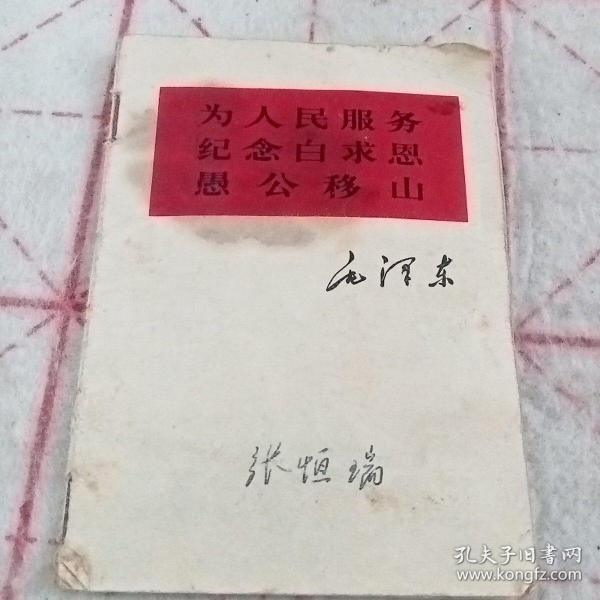 为人民服务
纪念白求恩
愚公移山
毛泽东
张恒瑞
孔夫子旧书网
www.kongfz.com